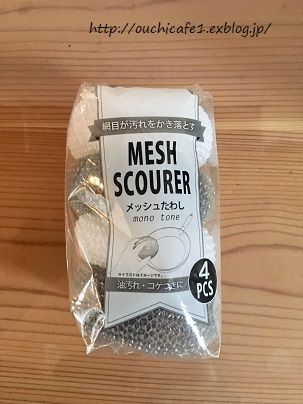 http://ouchicafe1.exblog.jp/
網目が汚れをかき落とす
MESH
SCOURER
メッシュたわし
mono tone
※イラストはイメージです。
4
PCS
油汚れ・コゲつきに